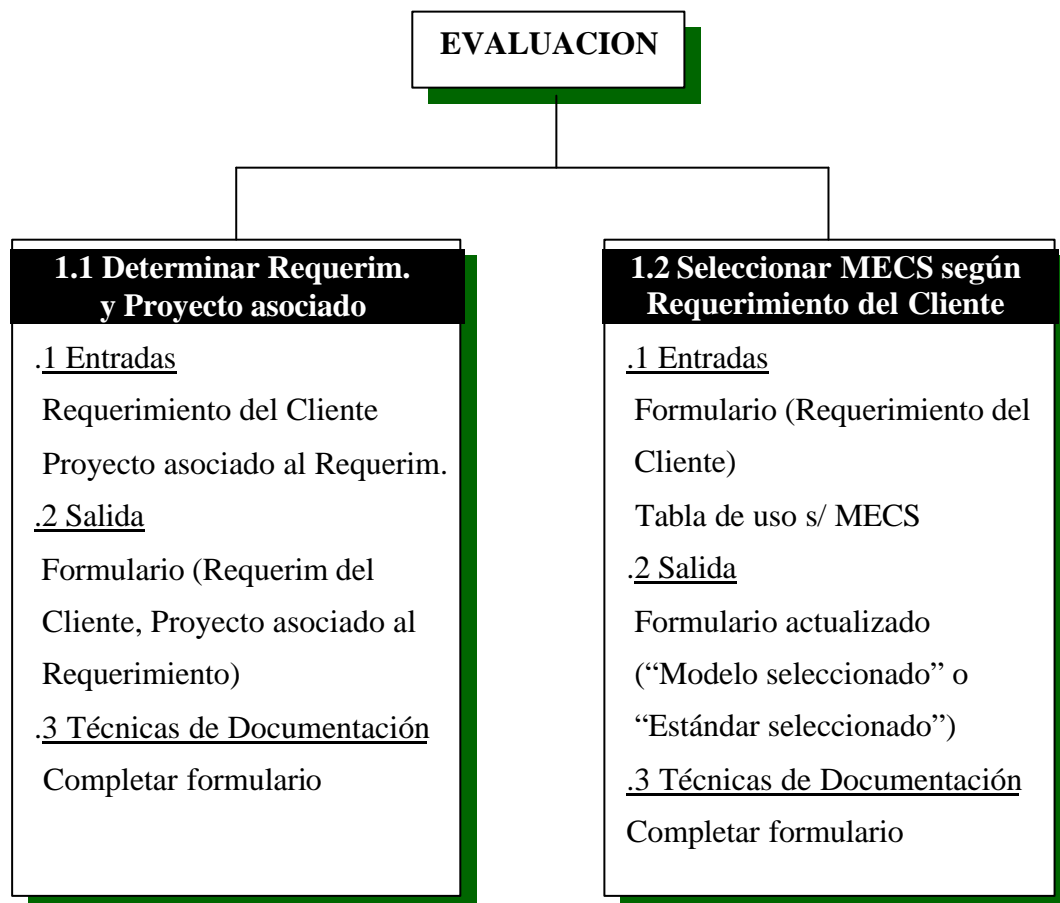 EVALUACION
1.1 Determinar Requerim.
y Proyecto asociado
.1 Entradas
Requerimiento del Cliente
Proyecto asociado al Requerim.
.2 Salida
Formulario (Requerim del
Cliente, Proyecto asociado al
Requerimiento)
.3 Técnicas de Documentación
Completar formulario
1.2 Seleccionar MECS según
Requerimiento del Cliente
.1 Entradas
Formulario (Requerimiento del
Cliente)
Tabla de uso s/ MECS
.2 Salida
Formulario actualizado
(“Modelo seleccionado” o
“Estándar seleccionado”)
.3 Técnicas de Documentación
Completar formulario